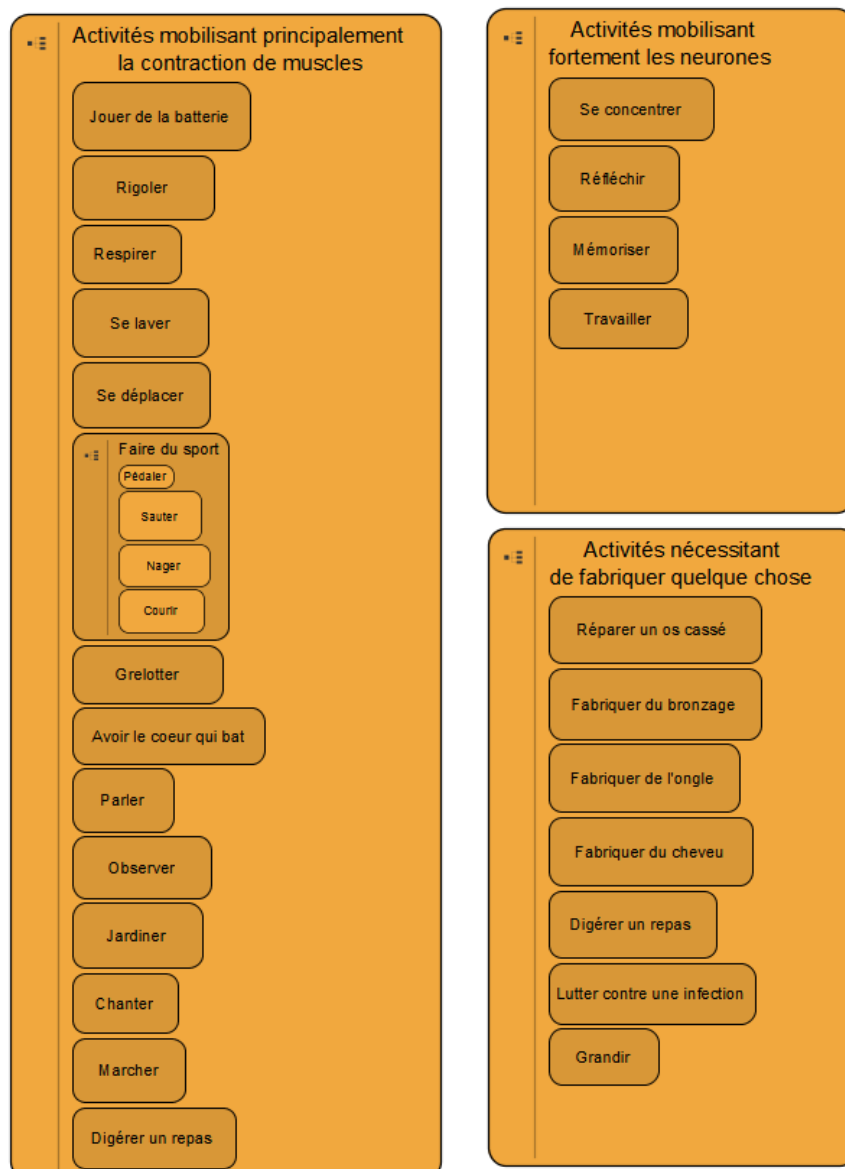 Activités mobilisant principalement
la contraction de muscles
Jouer de la batterie
Rigoler
Respirer
Se laver
Se déplacer
Faire du sport
Pédaler
Sauter
Nager
Courir
Grelotter
Avoir le coeur qui bat
Parler
Observer
Jardiner
Chanter
Marcher
Digérer un repas
Activités mobilisant
fortement les neurones
Se concentrer
Réfléchir
Mémoriser
Travailler
Activités nécessitant
de fabriquer quelque chose
Réparer un os cassé
Fabriquer du bronzage
Fabriquer de l'ongle
Fabriquer du cheveu
Digérer un repas
Lutter contre une infection
Grandir